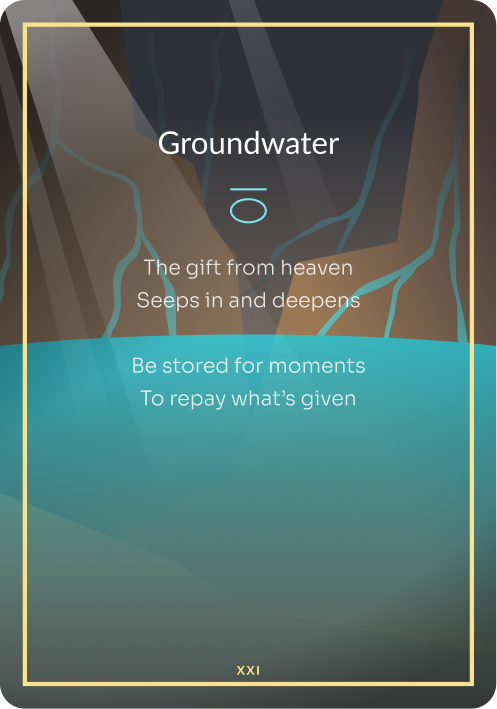 Groundwater
The gift from heaven
Seeps in and deepens
Be stored for moments
To repay what’s given
XXI